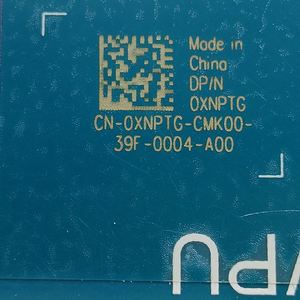 Made in
China
DP/N
0XNPTG
CN-0XNPTG-CMK00-
39F-0004-A00